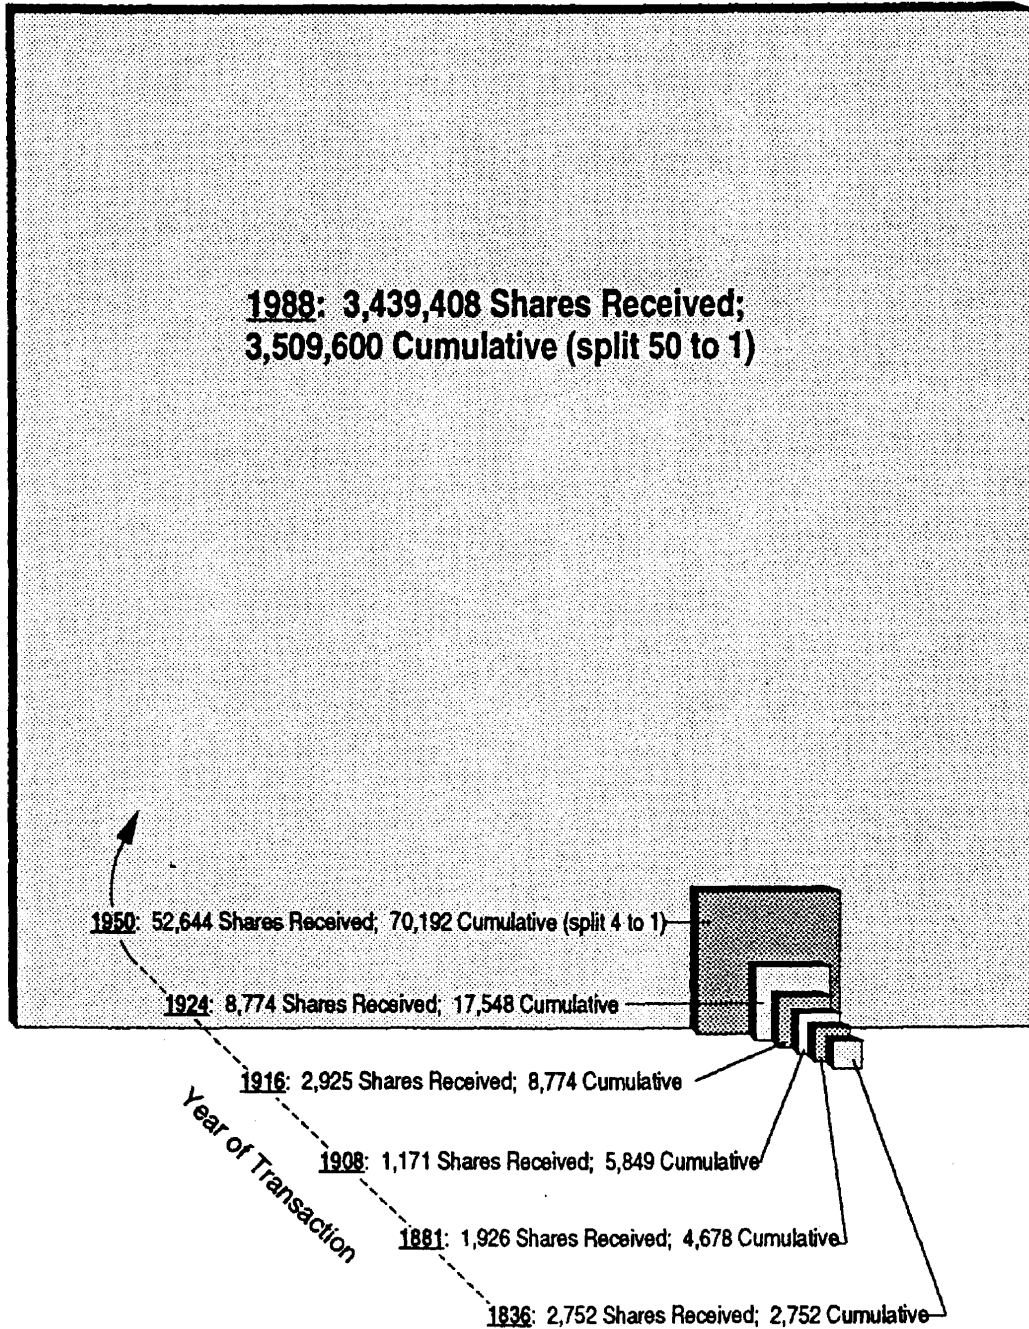 1988: 3,439,408 Shares Received;
3,509,600 Cumulative (split 50 to 1)
1950: 52,644 Shares Received; 70,192 Cumulative (split 4 to 1)
1924: 8,774 Shares Received; 17,548 Cumulative
1916: 2,925 Shares Received; 8,774 Cumulative
Year of Transaction
1908: 1,171 Shares Received; 5,849 Cumulative
1881: 1,926 Shares Received; 4,678 Cumulative
1836: 2,752 Shares Received; 2,752 Cumulative